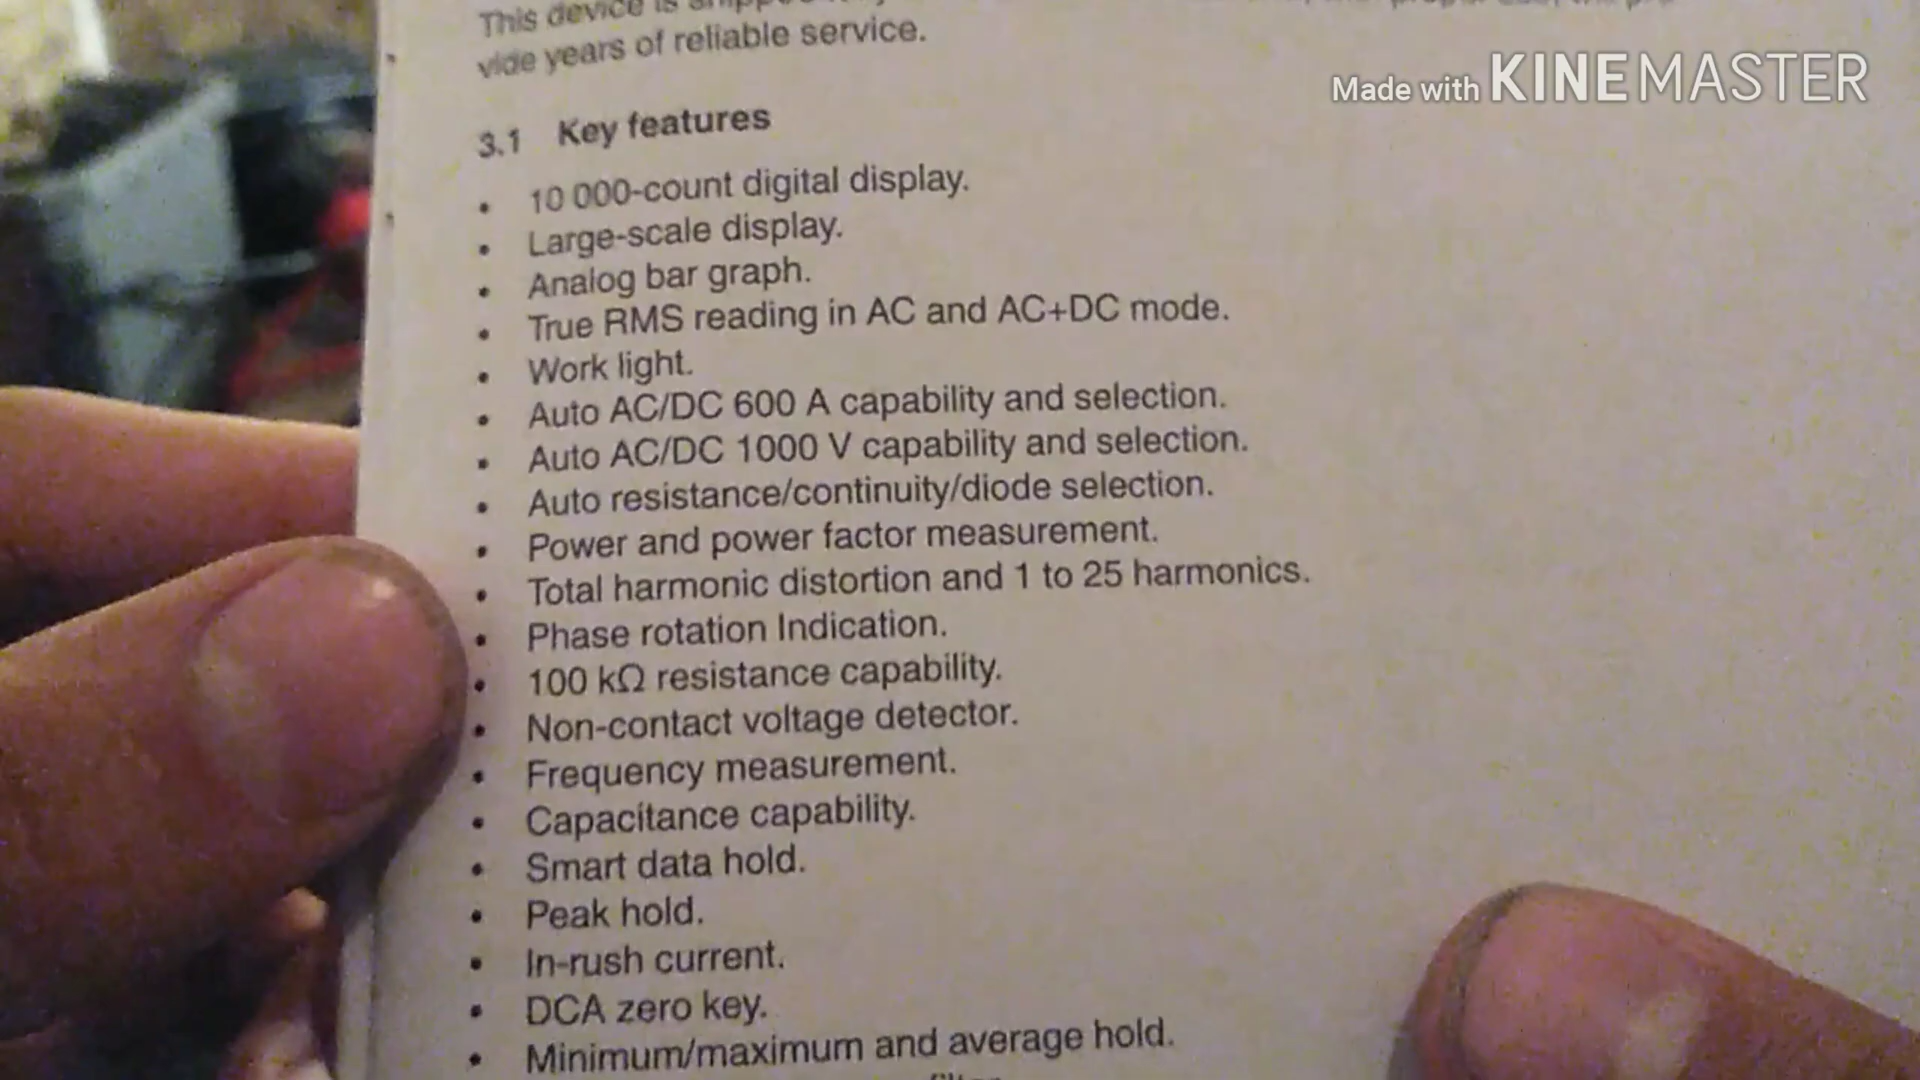 This device is
vide years of reliable service.
Made with KINEMASTER
3.1 Key features
• 10 000-count digital display.
• Large-scale display.
• Analog bar graph.
• True RMS reading in AC and AC+DC mode.
• Work light.
• Auto AC/DC 600 A capability and selection.
• Auto AC/DC 1000 V capability and selection.
• Auto resistance/continuity/diode selection.
• Power and power factor measurement.
• Total harmonic distortion and 1 to 25 harmonics.
• Phase rotation Indication.
• 100 kΩ resistance capability.
• Non-contact voltage detector.
• Frequency measurement.
• Capacitance capability.
• Smart data hold.
• Peak hold.
• In-rush current.
• DCA zero key.
• Minimum/maximum and average hold.